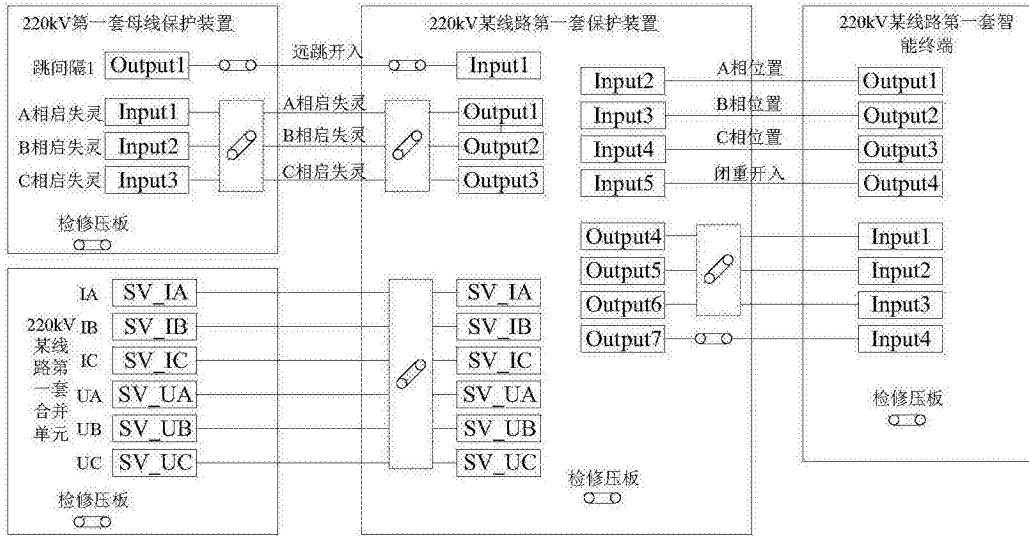 220kV第一套母线保护装置
跳间隔1 Output1
A相启失灵 Input1
B相启失灵 Input2
C相启失灵 Input3
检修压板
远跳开入
A相启失灵
B相启失灵
C相启失灵
220kV某线路第一套保护装置
Input1
Output1
Output2
Output3
Input2
Input3
Input4
Input5
Output4
Output5
Output6
Output7
A相位置
B相位置
C相位置
闭重开入
220kV某线路第一套智
能终端
Output1
Output2
Output3
Output4
Input1
Input2
Input3
Input4
检修压板
220kV
某线
路第
一套
合并
单元
IA SV_IA
IB SV_IB
IC SV_IC
UA SV_UA
UB SV_UB
UC SV_UC
检修压板
SV_IA
SV_IB
SV_IC
SV_UA
SV_UB
SV_UC
检修压板